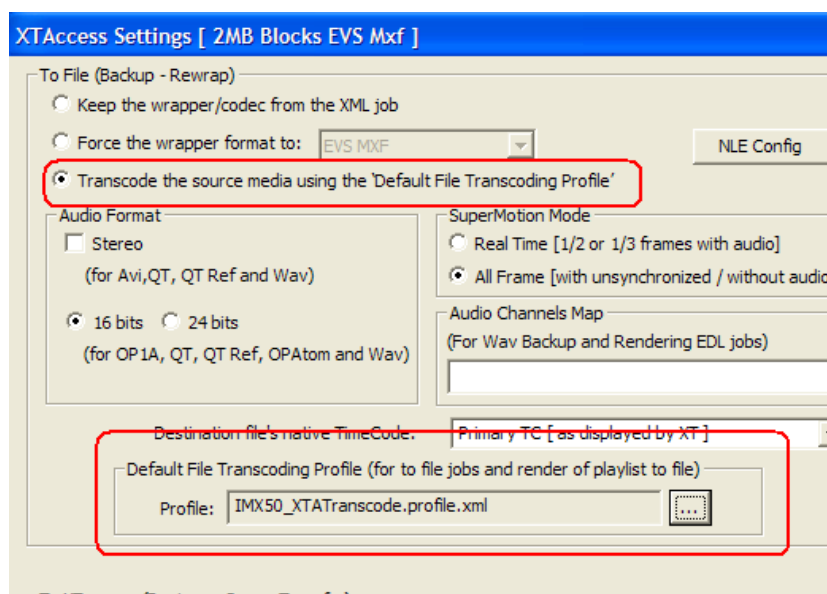 XTAccess Settings [ 2MB Blocks EVS Mxf ]
To File (Backup - Rewrap)
Keep the wrapper/codec from the XML job
Force the wrapper format to: EVS MXF NLE Config
Transcode the source media using the 'Default File Transcoding Profile'
Audio Format
Stereo
(for Avi,QT, QT Ref and Wav)
16 bits 24 bits
(for OP1A, QT, QT Ref, OPAtom and Wav)
SuperMotion Mode
Real Time [1/2 or 1/3 frames with audio]
All Frame [with unsynchronized / without audio
Audio Channels Map
(For Wav Backup and Rendering EDL jobs)
Destination file's native TimeCode: Primary TC [ as displayed by XT ]
Default File Transcoding Profile (for to file jobs and render of playlist to file)
Profile: IMX50_XTATranscode.profile.xml ...